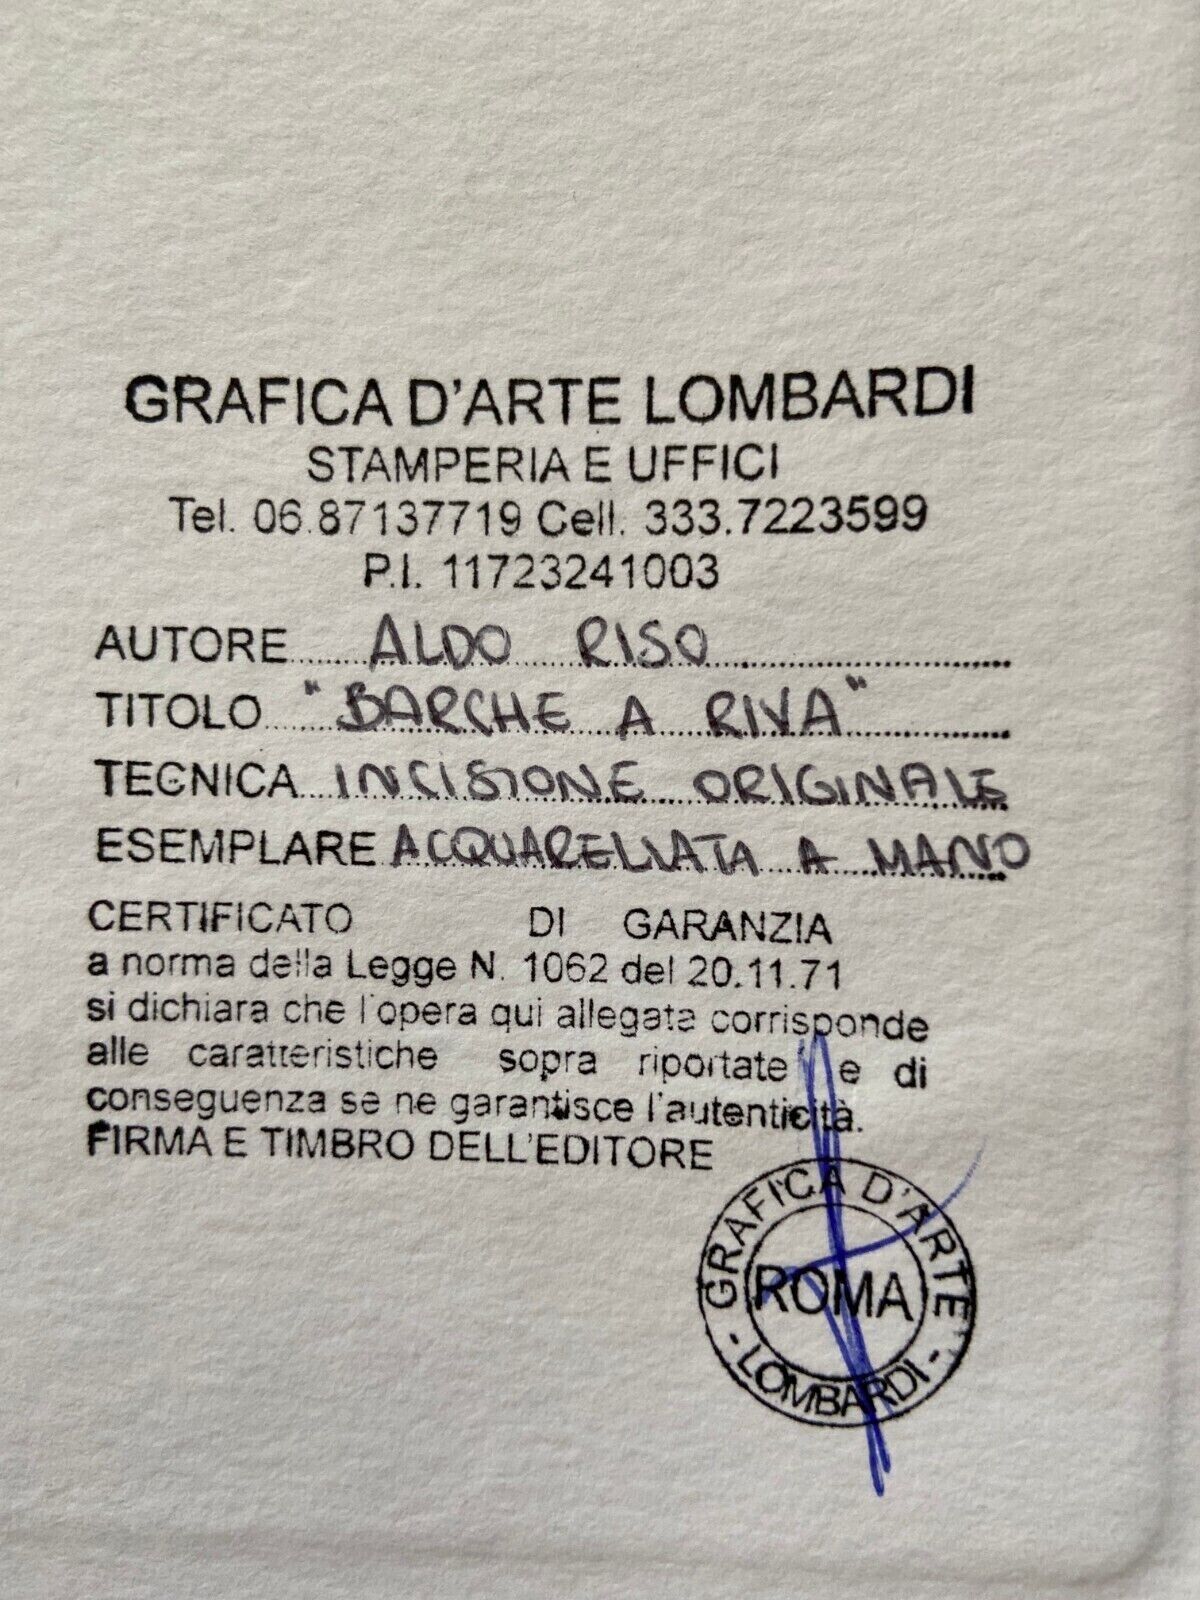 GRAFICA D'ARTE LOMBARDI
STAMPERIA E UFFICI
Tel. 06.87137719 Cell. 333.7223599
P.I. 11723241003
AUTORE ALDO RISO
TITOLO "BARCHE A RIVA"
TECNICA INCISIONE ORIGINALE
ESEMPLARE ACQUARELLATA A MANO
CERTIFICATO DI GARANZIA
a norma della Legge N. 1062 del 20.11.71
si dichiara che l'opera qui allegata corrisponde
alle caratteristiche sopra riportate e di
conseguenza se ne garantisce l'autenticità.
FIRMA E TIMBRO DELL'EDITORE
GRAFICA D'ARTE
ROMA
- LOMBARDI -